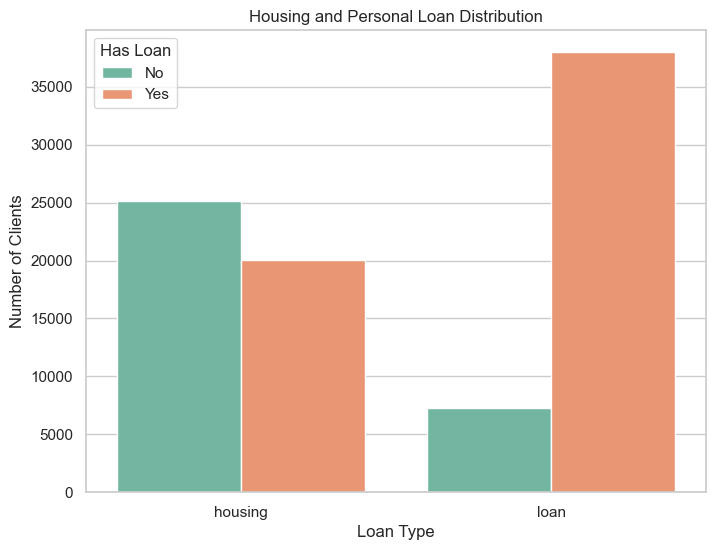 Housing and Personal Loan Distribution
Has Loan
No
Yes
35000
30000
25000
20000
15000
10000
5000
0
Number of Clients
housing
loan
Loan Type